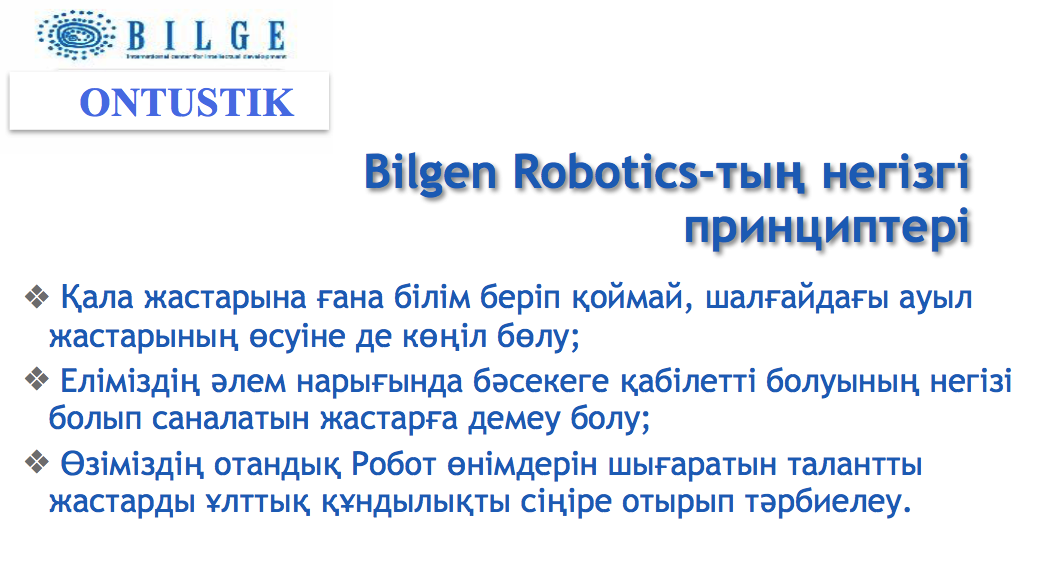 BILGE
International center for intellectual development
ONTUSTIK
Bilgen Robotics-тың негізгі
принциптері
❖ Қала жастарына ғана білім беріп қоймай, шалғайдағы ауыл
жастарының өсуіне де көңіл бөлу;
❖ Еліміздің әлем нарығында бәсекеге қабілетті болуының негізі
болып саналатын жастарға демеу болу;
❖ Өзіміздің отандық Робот өнімдерін шығаратын талантты
жастарды ұлттық құндылықты сіңіре отырып тәрбиелеу.